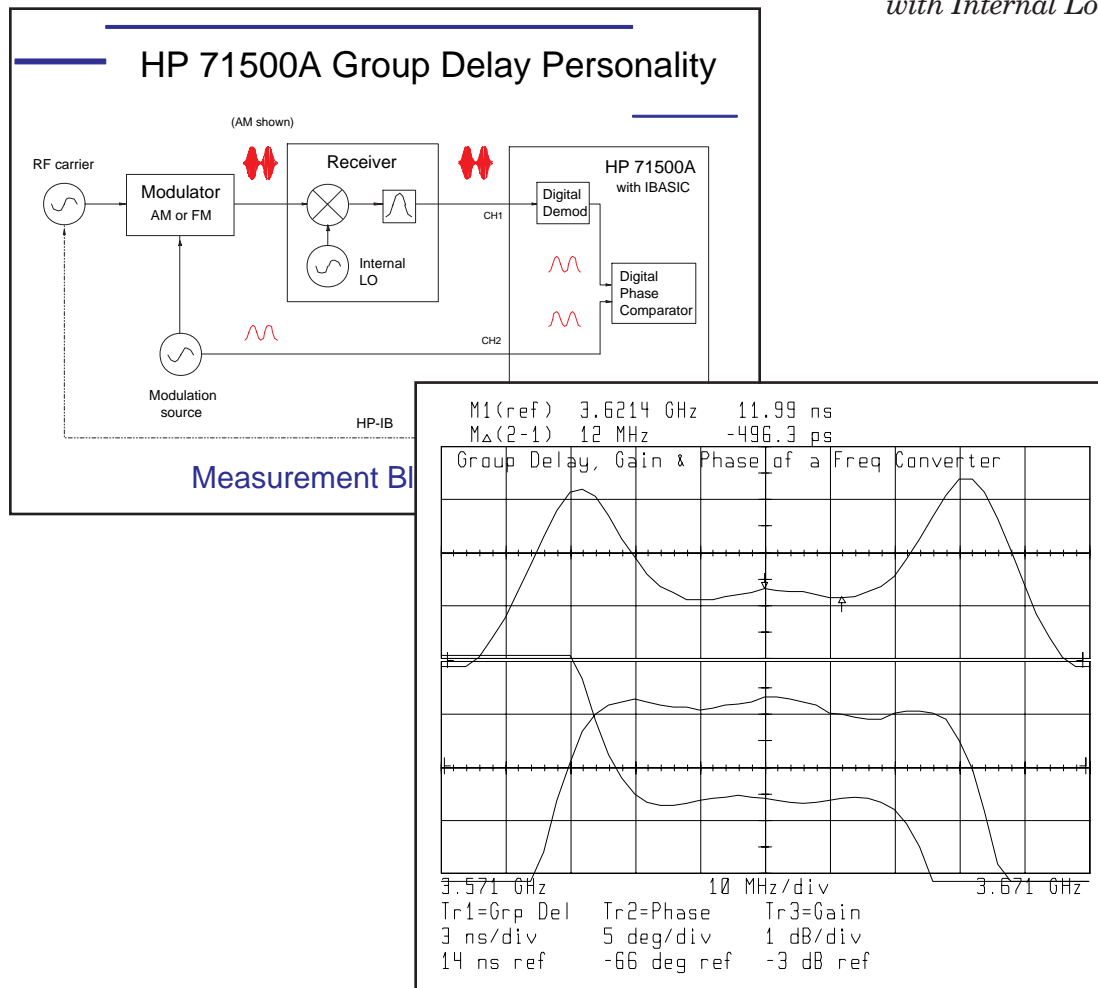 with Internal Lo
HP 71500A Group Delay Personality
(AM shown)
RF carrier
Modulator
AM or FM
Receiver
Internal
LO
HP 71500A
with IBASIC
CH1
Digital
Demod
Digital
Phase
Comparator
CH2
Modulation
source
HP-IB
Measurement Bl
M1(ref) 3.6214 GHz 11.99 ns
M△(2-1) 12 MHz -496.3 ps
Group Delay, Gain & Phase of a Freq Converter
3.571 GHz 10 MHz/div 3.671 GHz
Tr1=Grp Del Tr2=Phase Tr3=Gain
3 ns/div 5 deg/div 1 dB/div
14 ns ref -66 deg ref -3 dB ref